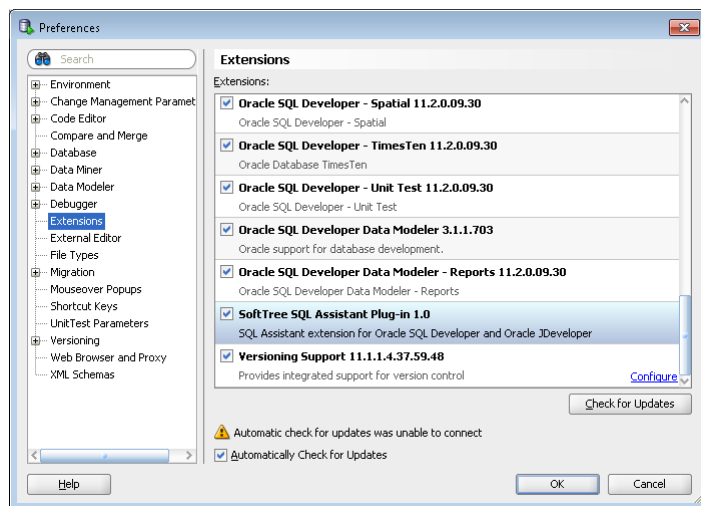 Preferences
Search
Environment
Change Management Paramet
Code Editor
Compare and Merge
Database
Data Miner
Data Modeler
Debugger
Extensions
External Editor
File Types
Migration
Mouseover Popups
Shortcut Keys
UnitTest Parameters
Versioning
Web Browser and Proxy
XML Schemas
Extensions
Extensions:
Oracle SQL Developer - Spatial 11.2.0.09.30
Oracle SQL Developer - Spatial
Oracle SQL Developer - TimesTen 11.2.0.09.30
Oracle Database TimesTen
Oracle SQL Developer - Unit Test 11.2.0.09.30
Oracle SQL Developer - Unit Test
Oracle SQL Developer Data Modeler 3.1.1.703
Oracle support for database development.
Oracle SQL Developer Data Modeler - Reports 11.2.0.09.30
Oracle SQL Developer Data Modeler - Reports
SoftTree SQL Assistant Plug-in 1.0
SQL Assistant extension for Oracle SQL Developer and Oracle JDeveloper
Versioning Support 11.1.1.4.37.59.48
Provides integrated support for version control Configure
Check for Updates
Automatic check for updates was unable to connect
Automatically Check for Updates
Help OK Cancel